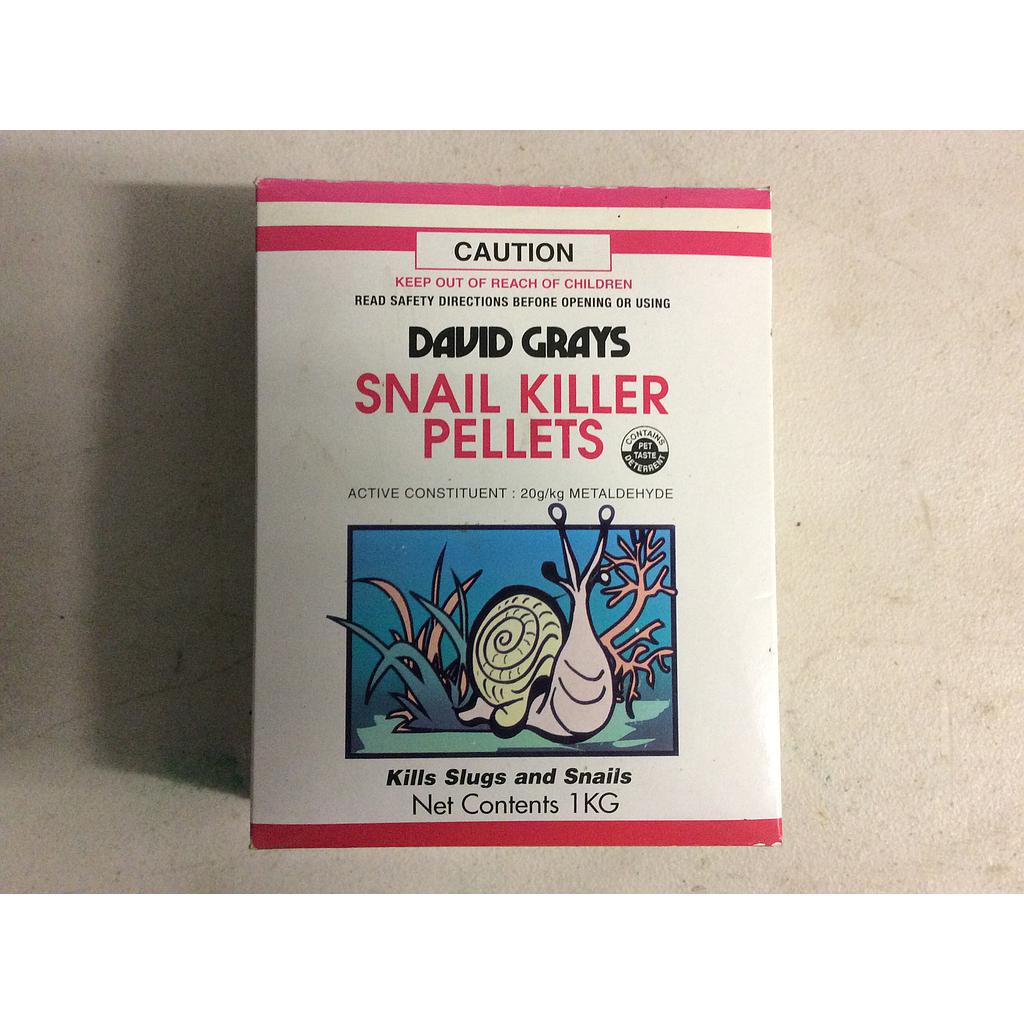 CAUTION
KEEP OUT OF REACH OF CHILDREN
READ SAFETY DIRECTIONS BEFORE OPENING OR USING
DAVID GRAYS
SNAIL KILLER
PELLETS
CONTAINS
PET
TASTE
DETERRENT
ACTIVE CONSTITUENT : 20g/kg METALDEHYDE
Kills Slugs and Snails
Net Contents 1KG